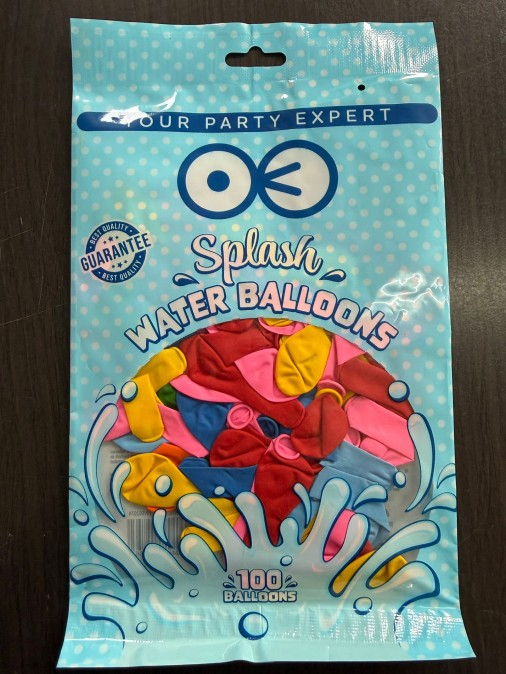 YOUR PARTY EXPERT
BEST QUALITY
GUARANTEE
BEST QUALITY
Splash
WATER BALLOONS
100
BALLOONS